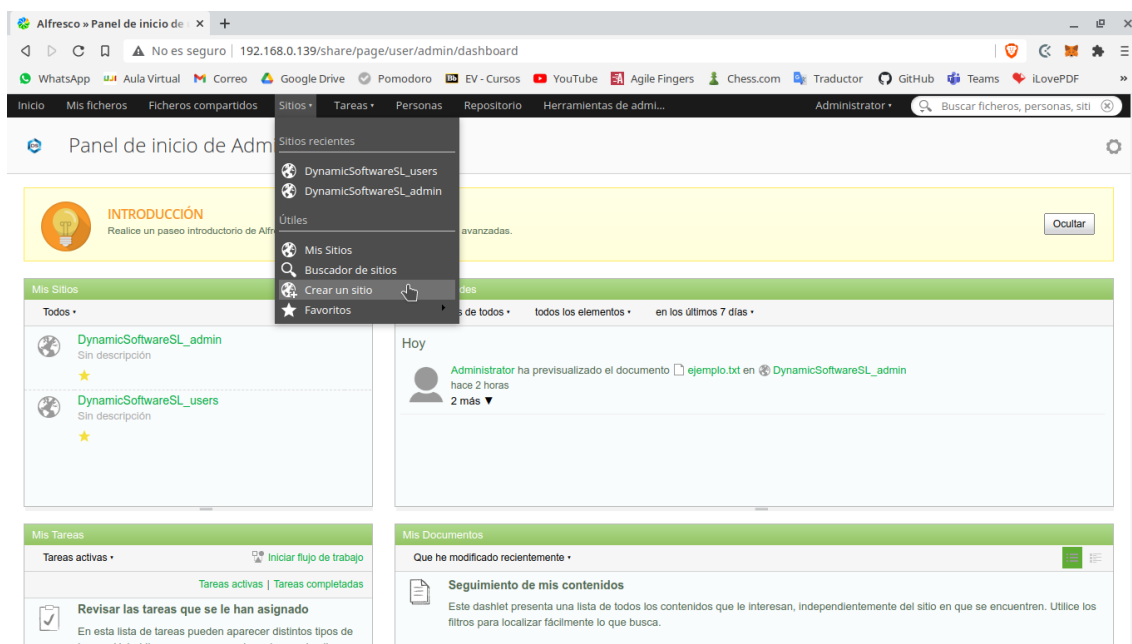 Alfresco » Panel de inicio de
No es seguro 192.168.0.139/share/page/user/admin/dashboard
WhatsApp Aula Virtual Correo Google Drive Pomodoro EV - Cursos YouTube Agile Fingers Chess.com Traductor GitHub Teams iLovePDF »
Inicio Mis ficheros Ficheros compartidos Sitios Tareas Personas Repositorio Herramientas de admi... Administrator Buscar ficheros, personas, siti
Panel de inicio de Adm
Sitios recientes
DynamicSoftwareSL_users
DynamicSoftwareSL_admin
Útiles
Mis Sitios
Buscador de sitios
Crear un sitio
Favoritos
INTRODUCCIÓN
Realice un paseo introductorio de Alfr avanzadas.
Ocultar
Mis Sitios
Todos
DynamicSoftwareSL_admin
Sin descripción
DynamicSoftwareSL_users
Sin descripción
des
s de todos todos los elementos en los últimos 7 días
Hoy
Administrator ha previsualizado el documento ejemplo.txt en DynamicSoftwareSL_admin
hace 2 horas
2 más ▼
Mis Tareas
Tareas activas Iniciar flujo de trabajo
Tareas activas | Tareas completadas
Revisar las tareas que se le han asignado
En esta lista de tareas pueden aparecer distintos tipos de
Mis Documentos
Que he modificado recientemente
Seguimiento de mis contenidos
Este dashlet presenta una lista de todos los contenidos que le interesan, independientemente del sitio en que se encuentren. Utilice los
filtros para localizar fácilmente lo que busca.